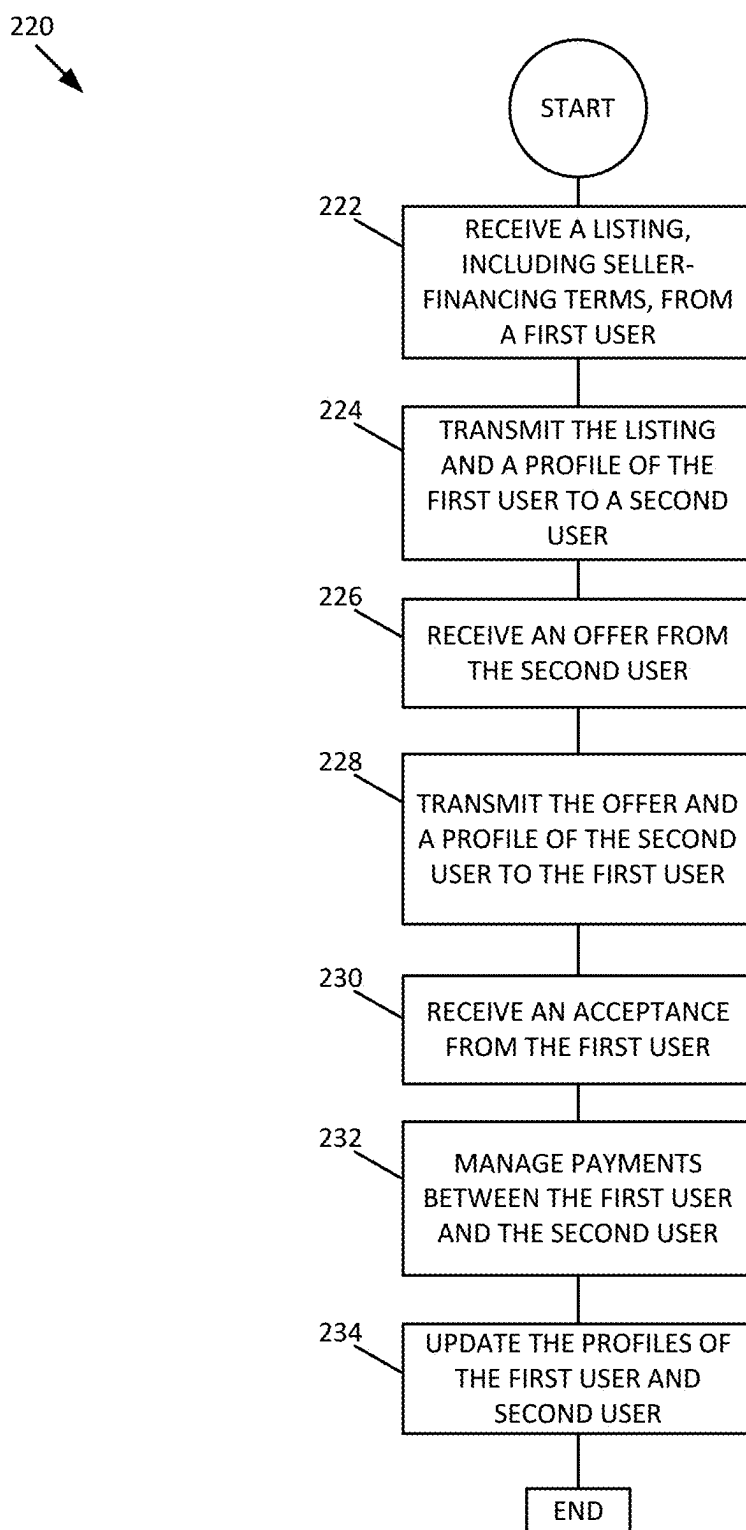 220
START
222
RECEIVE A LISTING,
INCLUDING SELLER-
FINANCING TERMS, FROM
A FIRST USER
224
TRANSMIT THE LISTING
AND A PROFILE OF THE
FIRST USER TO A SECOND
USER
226
RECEIVE AN OFFER FROM
THE SECOND USER
228
TRANSMIT THE OFFER AND
A PROFILE OF THE SECOND
USER TO THE FIRST USER
230
RECEIVE AN ACCEPTANCE
FROM THE FIRST USER
232
MANAGE PAYMENTS
BETWEEN THE FIRST USER
AND THE SECOND USER
234
UPDATE THE PROFILES OF
THE FIRST USER AND
SECOND USER
END